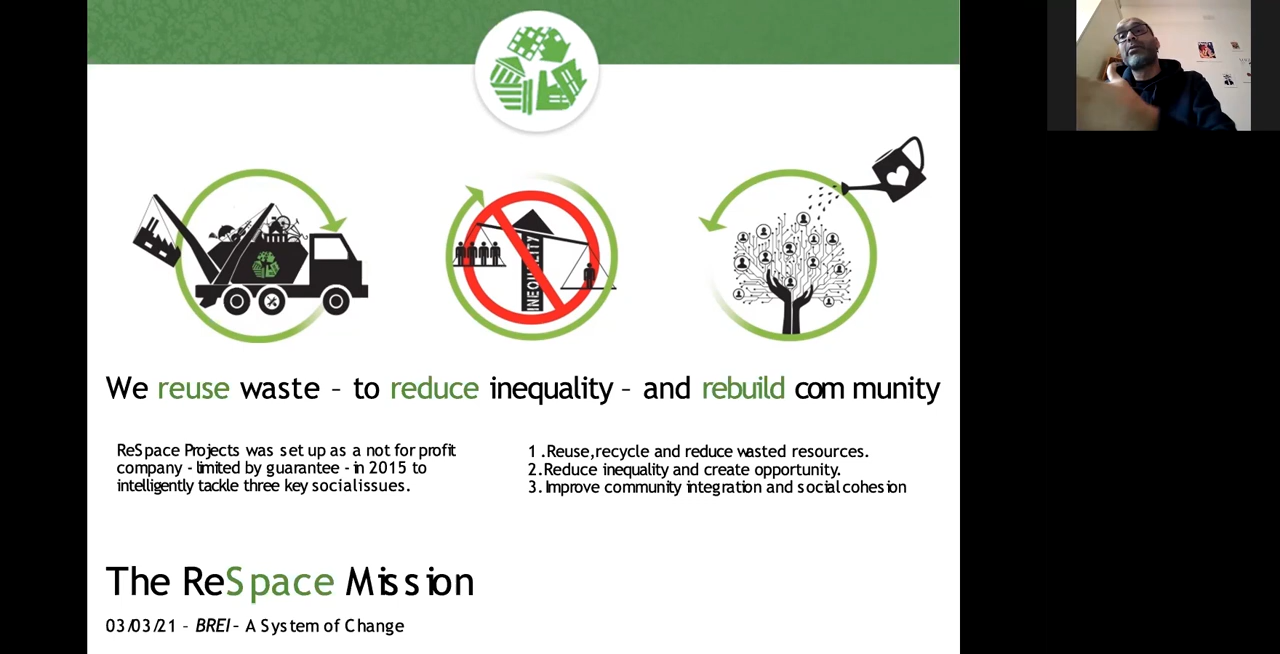 INEQUALITY
We reuse waste – to reduce inequality – and rebuild community
ReSpace Projects was set up as a not for profit
company - limited by guarantee - in 2015 to
intelligently tackle three key social issues.
1.Reuse,recycle and reduce wasted resources.
2.Reduce inequality and create opportunity.
3.Improve community integration and social cohesion
The ReSpace Mission
03/03/21 – BREI – A System of Change